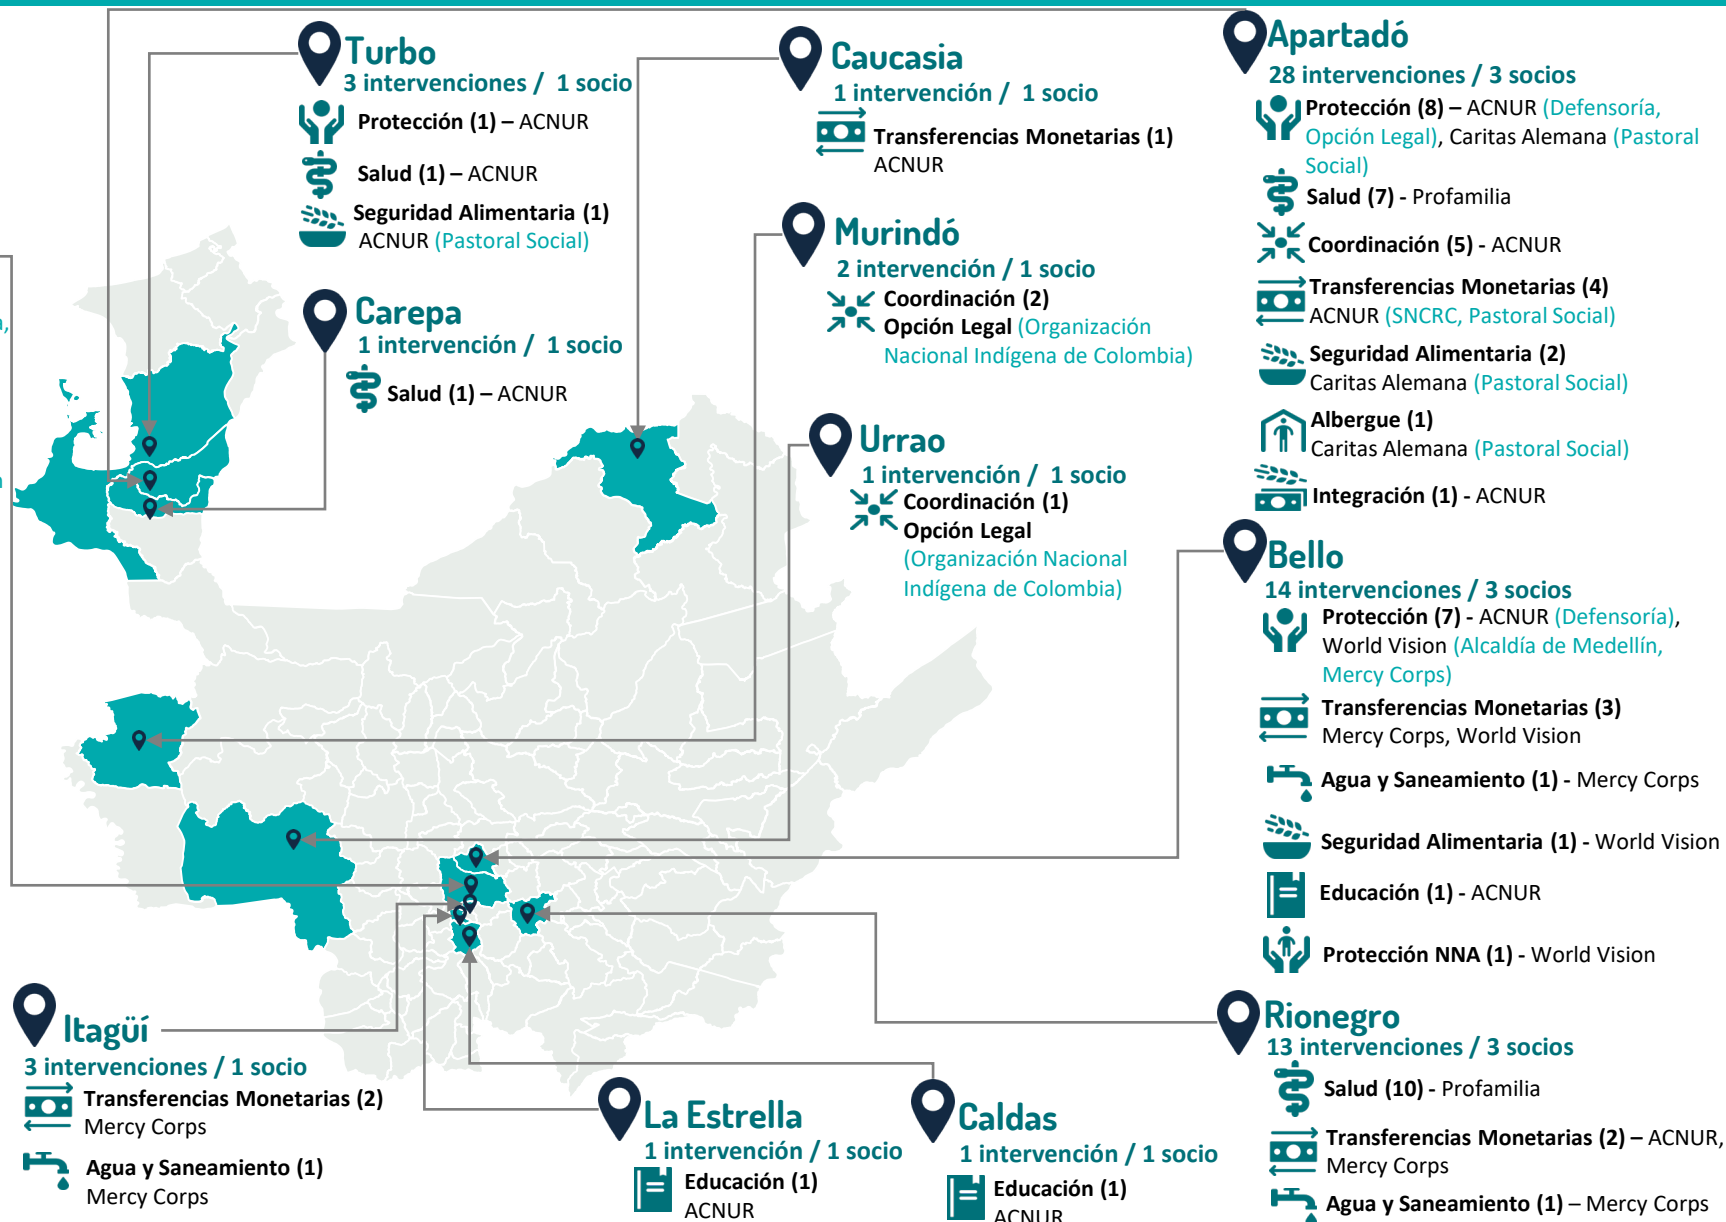 Turbo
3 intervenciones / 1 socio
Protección (1) – ACNUR
Salud (1) – ACNUR
Seguridad Alimentaria (1)
ACNUR (Pastoral Social)
Carepa
1 intervención / 1 socio
Salud (1) – ACNUR
Caucasia
1 intervención / 1 socio
Transferencias Monetarias (1)
ACNUR
Murindó
2 intervención / 1 socio
Coordinación (2)
Opción Legal (Organización
Nacional Indígena de Colombia)
Urrao
1 intervención / 1 socio
Coordinación (1)
Opción Legal
(Organización Nacional
Indígena de Colombia)
Apartadó
28 intervenciones / 3 socios
Protección (8) – ACNUR (Defensoría,
Opción Legal), Caritas Alemana (Pastoral
Social)
Salud (7) - Profamilia
Coordinación (5) - ACNUR
Transferencias Monetarias (4)
ACNUR (SNCRC, Pastoral Social)
Seguridad Alimentaria (2)
Caritas Alemana (Pastoral Social)
Albergue (1)
Caritas Alemana (Pastoral Social)
Integración (1) - ACNUR
Bello
14 intervenciones / 3 socios
Protección (7) - ACNUR (Defensoría),
World Vision (Alcaldía de Medellín,
Mercy Corps)
Transferencias Monetarias (3)
Mercy Corps, World Vision
Agua y Saneamiento (1) - Mercy Corps
Seguridad Alimentaria (1) - World Vision
Educación (1) - ACNUR
Protección NNA (1) - World Vision
Rionegro
13 intervenciones / 3 socios
Salud (10) - Profamilia
Transferencias Monetarias (2) – ACNUR,
Mercy Corps
Agua y Saneamiento (1) – Mercy Corps
Itagüí
3 intervenciones / 1 socio
Transferencias Monetarias (2)
Mercy Corps
Agua y Saneamiento (1)
Mercy Corps
La Estrella
1 intervención / 1 socio
Educación (1)
ACNUR
Caldas
1 intervención / 1 socio
Educación (1)
ACNUR